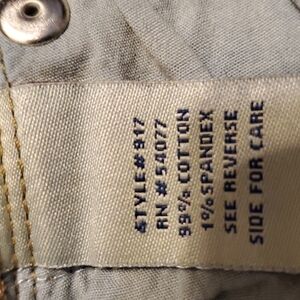 STYLE# 917
RN # 54077
99% COTTON
1% SPANDEX
SEE REVERSE
SIDE FOR CARE